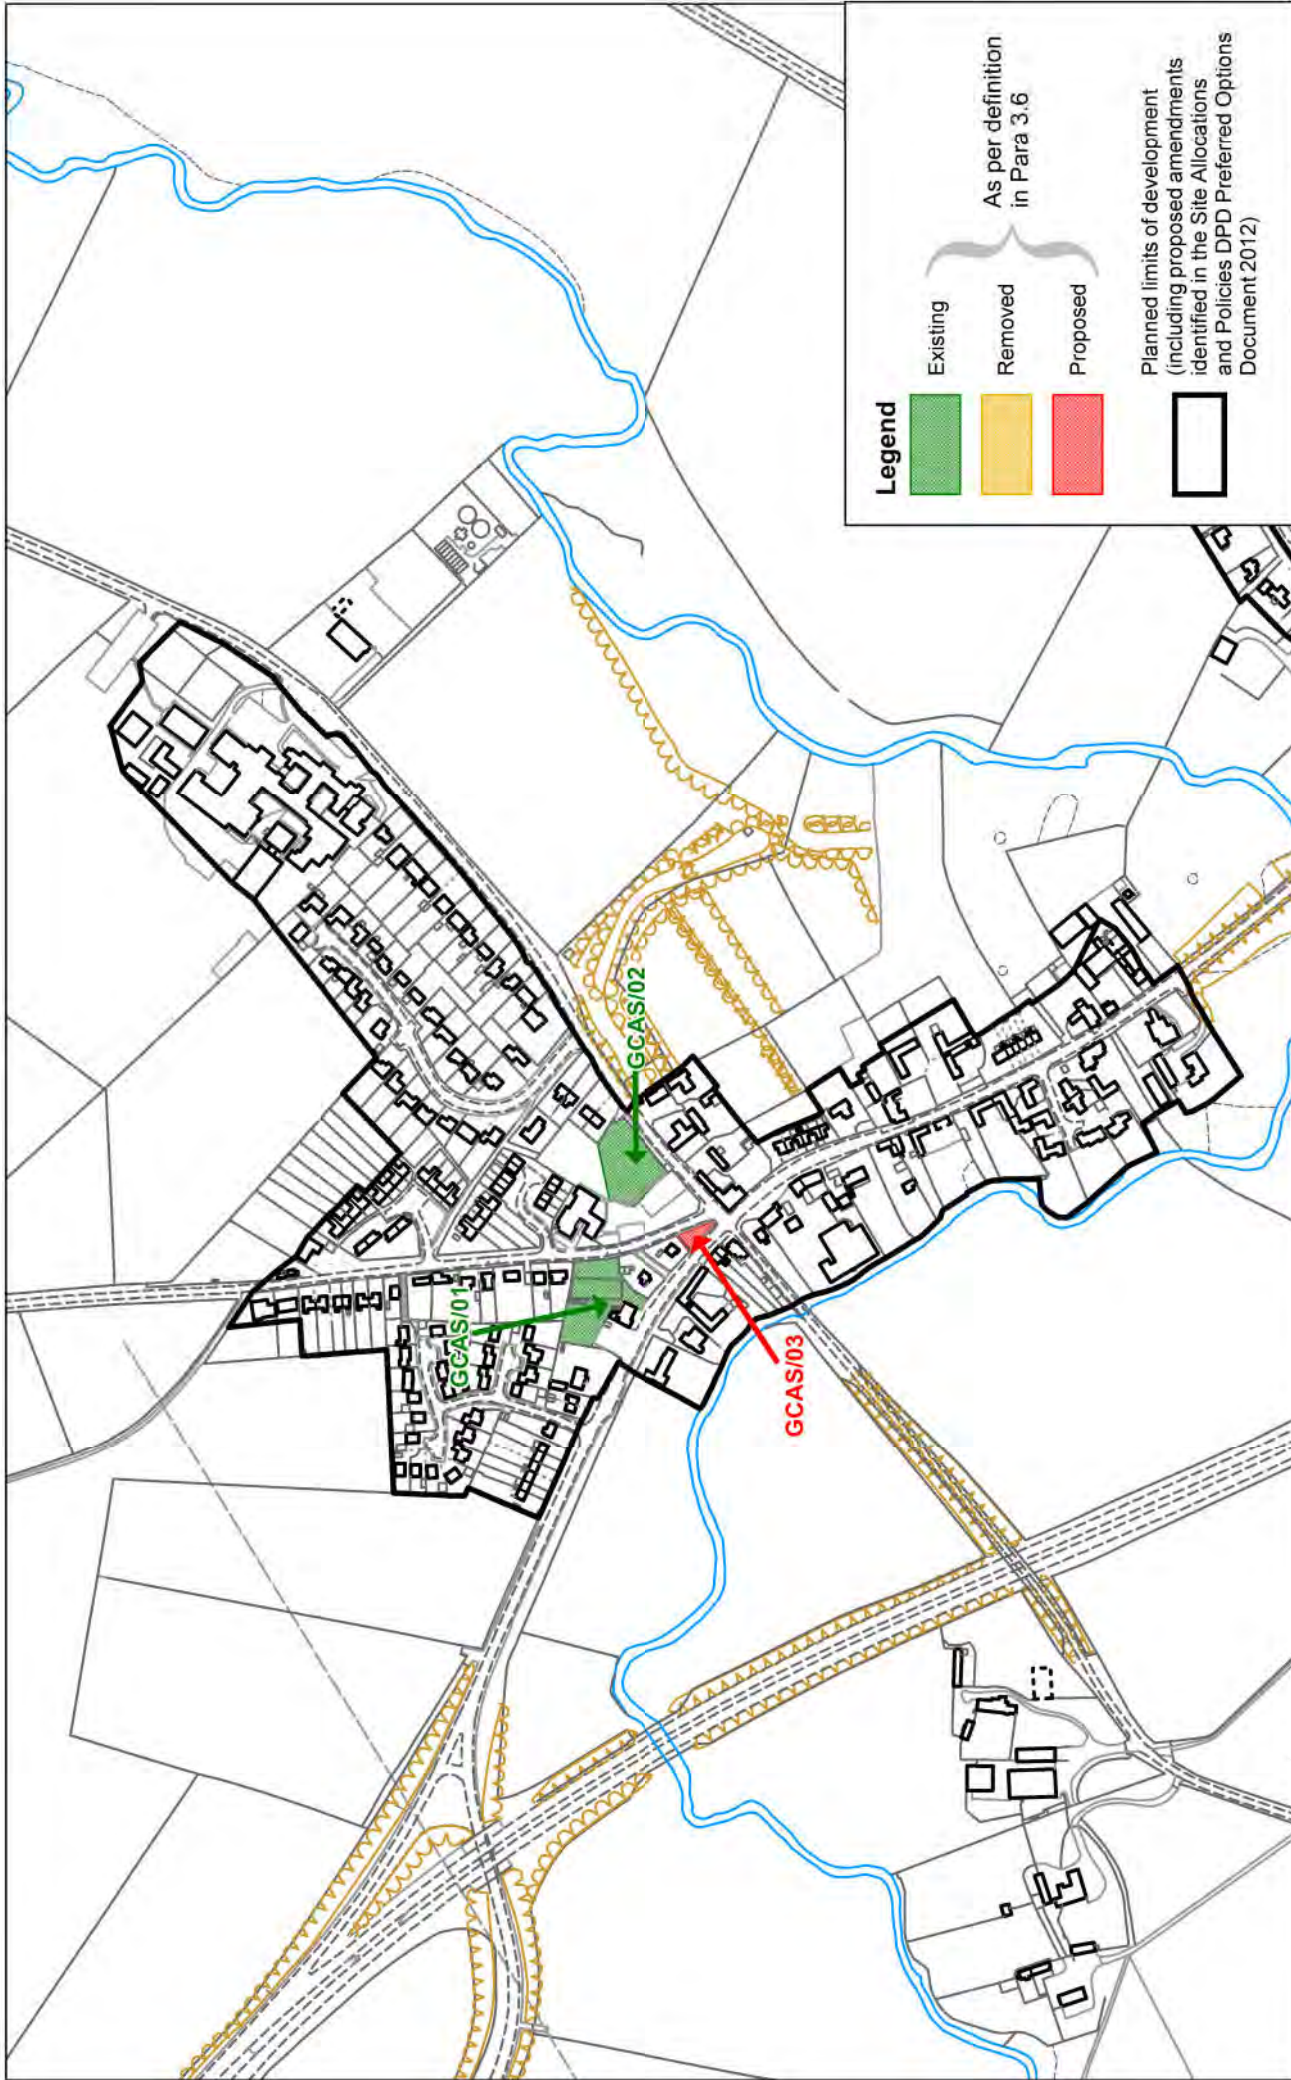 GCAS/01
GCAS/02
GCAS/03
Legend
Existing
Removed
Proposed
As per definition
in Para 3.6
Planned limits of development
(including proposed amendments
identified in the Site Allocations
and Policies DPD Preferred Options
Document 2012)